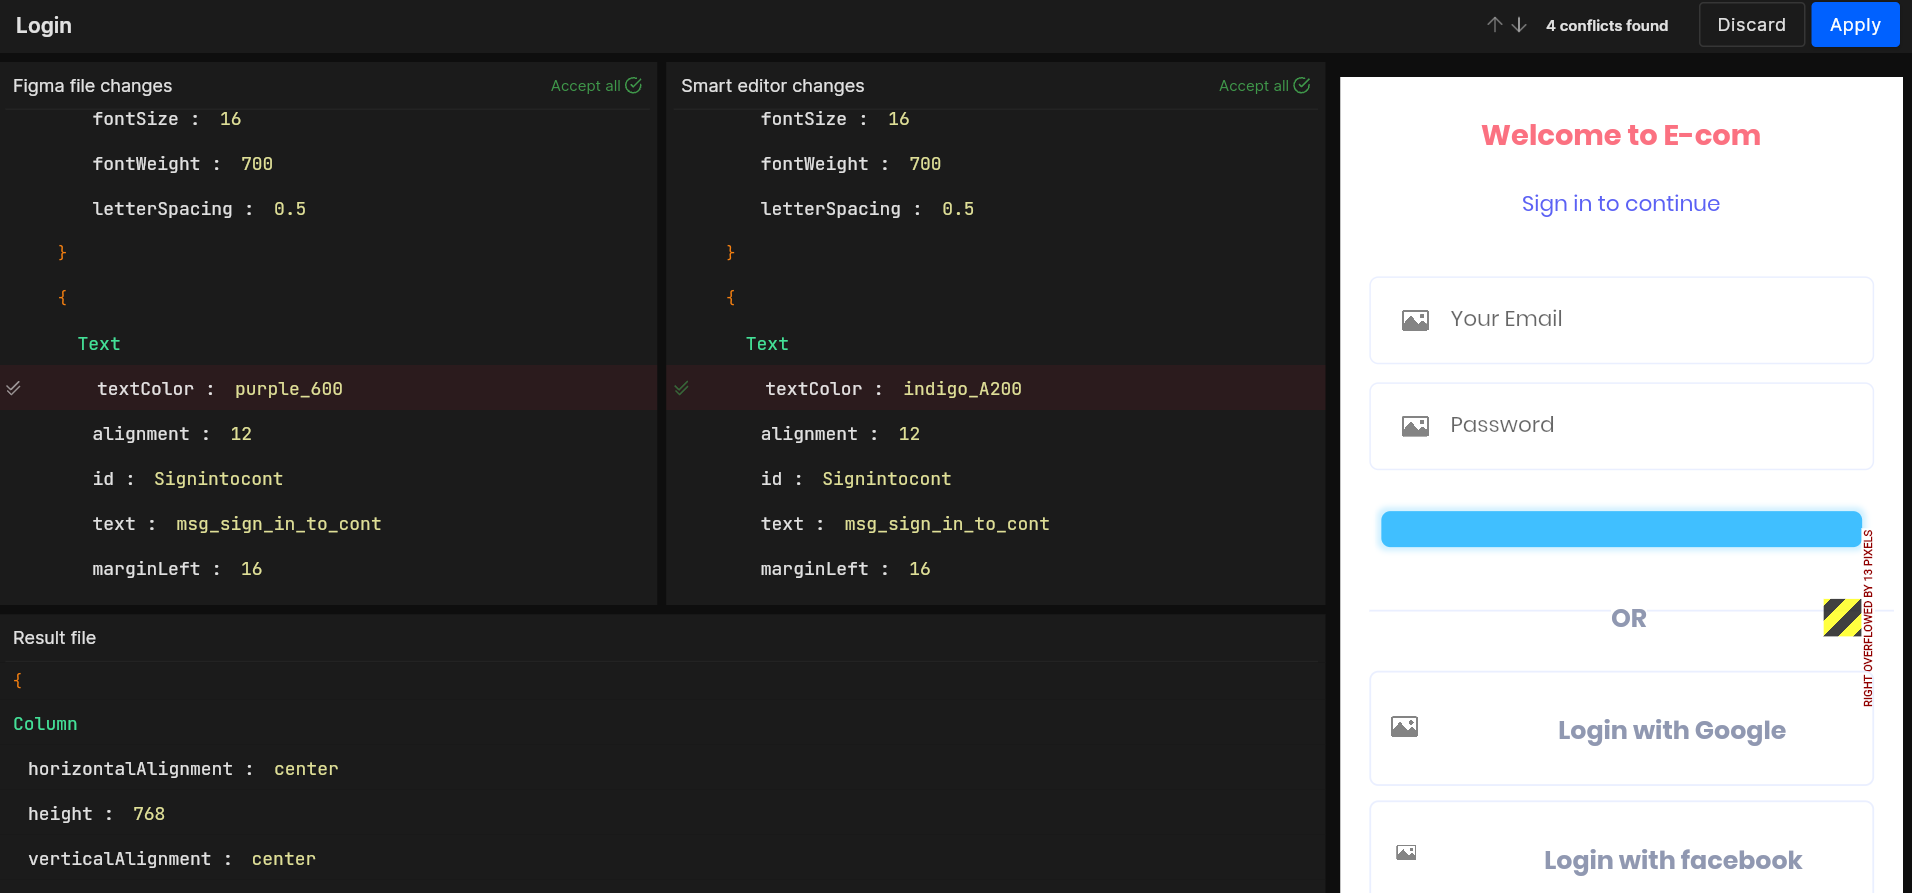 Login
4 conflicts found
Discard
Apply
Figma file changes
Accept all
fontSize : 16
fontWeight : 700
letterSpacing : 0.5
}
{
Text
textColor : purple_600
alignment : 12
id : Signintocont
text : msg_sign_in_to_cont
marginLeft : 16
Smart editor changes
Accept all
fontSize : 16
fontWeight : 700
letterSpacing : 0.5
}
{
Text
textColor : indigo_A200
alignment : 12
id : Signintocont
text : msg_sign_in_to_cont
marginLeft : 16
Result file
{
Column
horizontalAlignment : center
height : 768
verticalAlignment : center
Welcome to E-com
Sign in to continue
Your Email
Password
OR
RIGHT OVERFLOWED BY 13 PIXELS
Login with Google
Login with facebook